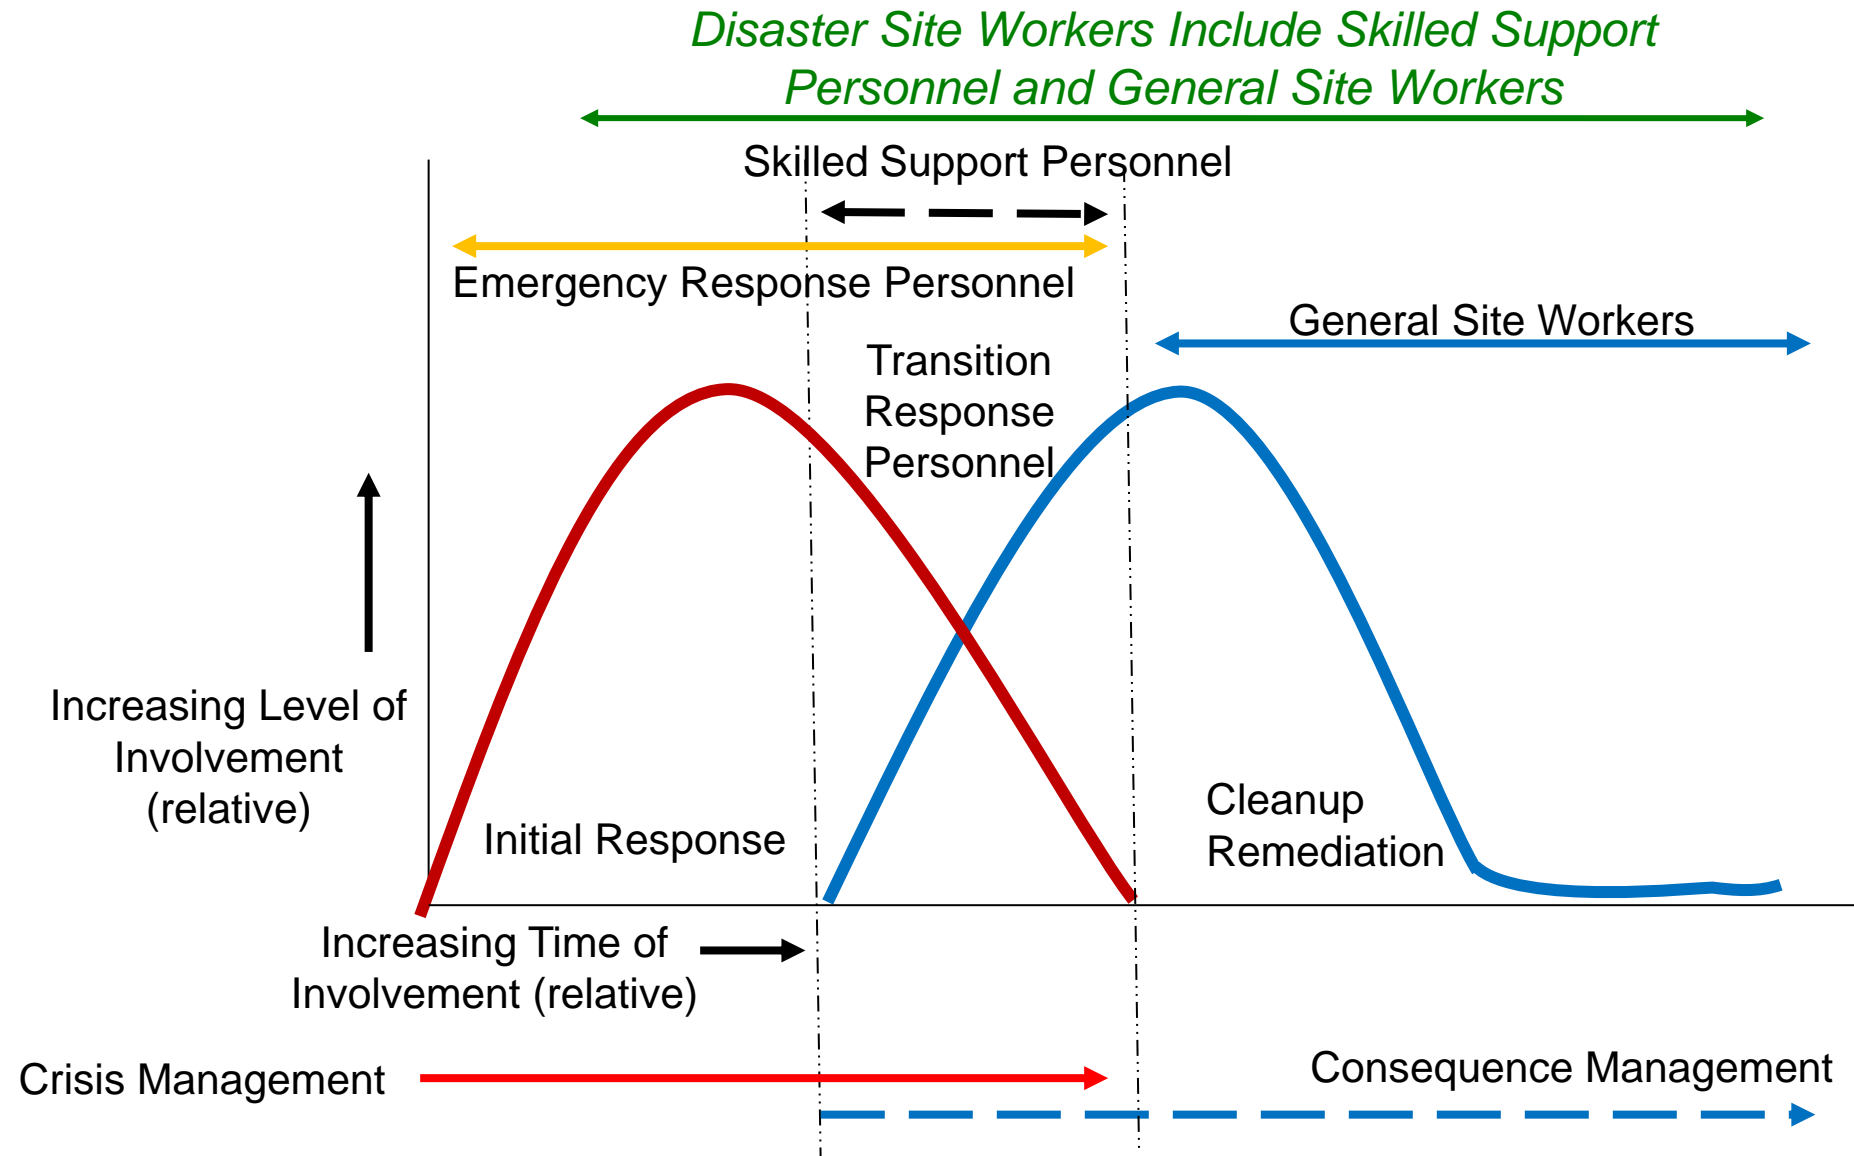 Disaster Site Workers Include Skilled Support
Personnel and General Site Workers
Skilled Support Personnel
Emergency Response Personnel
General Site Workers
Transition
Response
Personnel
Increasing Level of
Involvement
(relative)
Initial Response
Cleanup
Remediation
Increasing Time of
Involvement (relative)
Crisis Management
Consequence Management